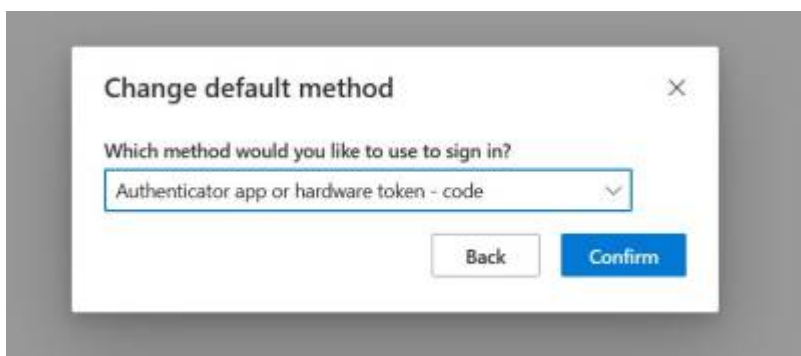 Change default method
Which method would you like to use to sign in?
Authenticator app or hardware token - code
Back
Confirm